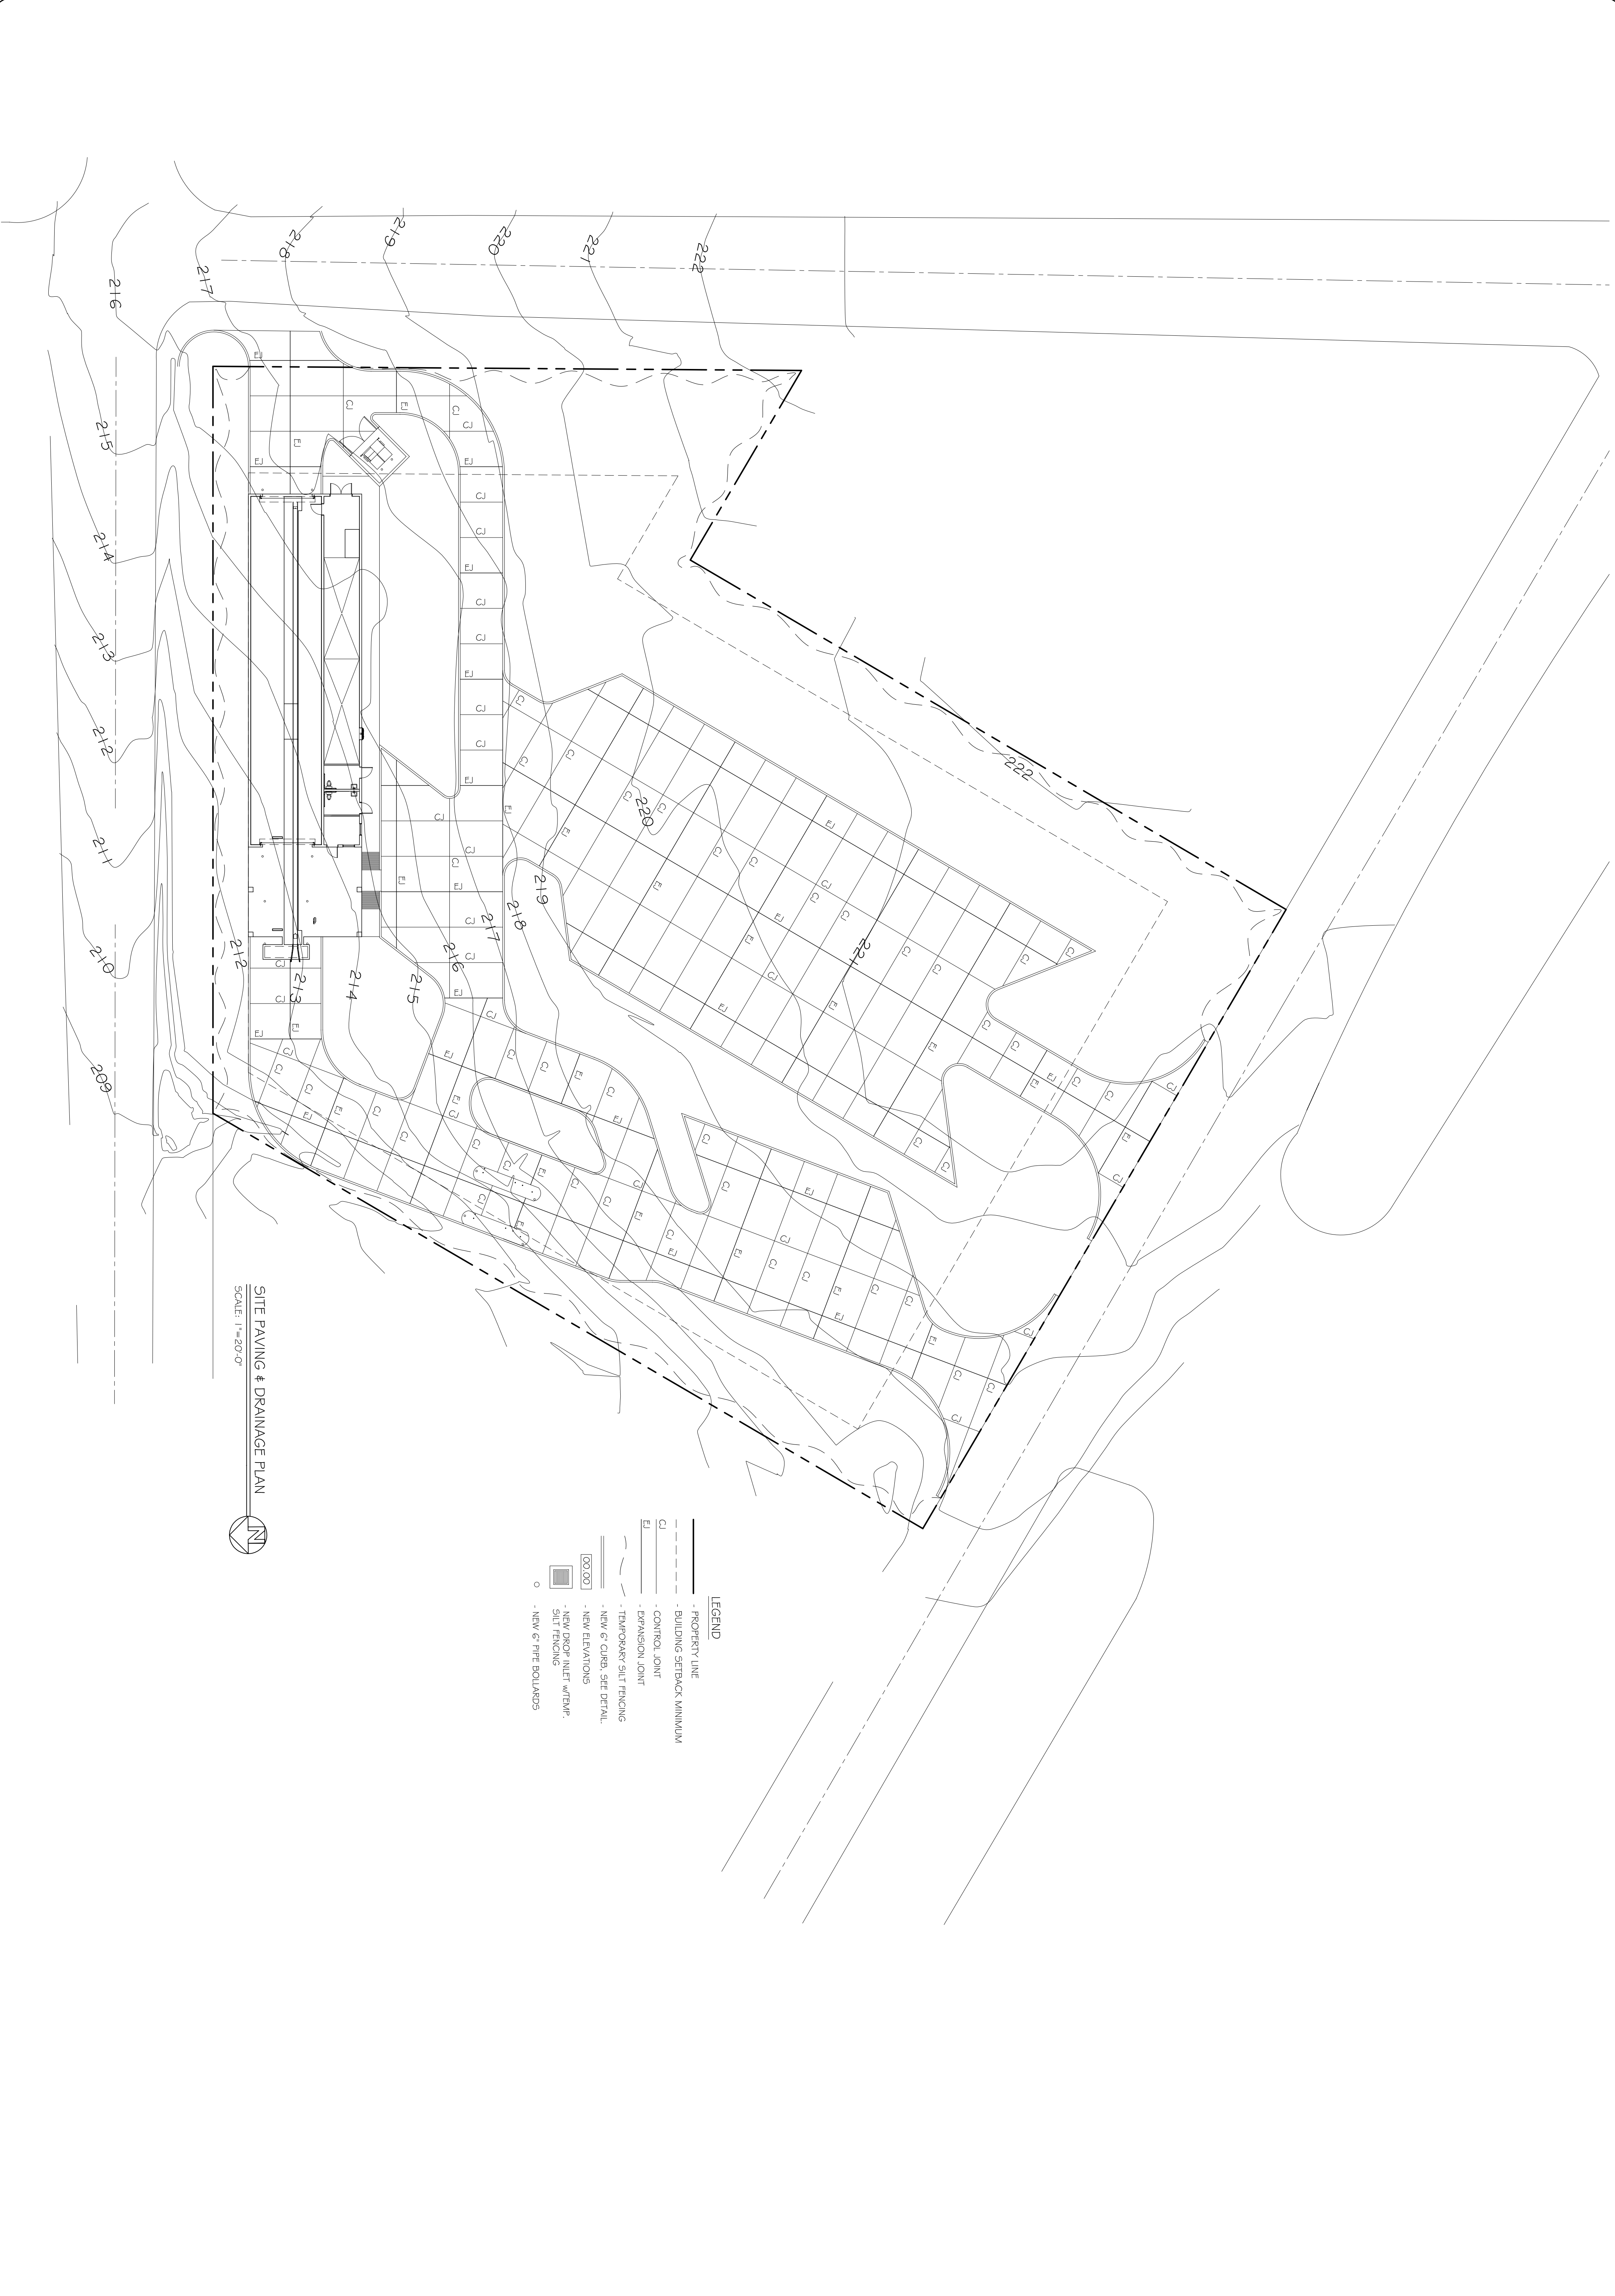 222
221
220
219
218
217
216
215
214
213
212
211
210
209
222
220
221
219
218
217
216
215
214
213
212
EJ
CJ
SITE PAVING & DRAINAGE PLAN
SCALE: 1"=20'-0"
N
LEGEND
- PROPERTY LINE
- BUILDING SETBACK MINIMUM
CJ - CONTROL JOINT
EJ - EXPANSION JOINT
- TEMPORARY SILT FENCING
- NEW 6" CURB, SEE DETAIL
00.00 - NEW ELEVATIONS
- NEW DROP INLET w/TEMP.
SILT FENCING
- NEW 6" PIPE BOLLARDS